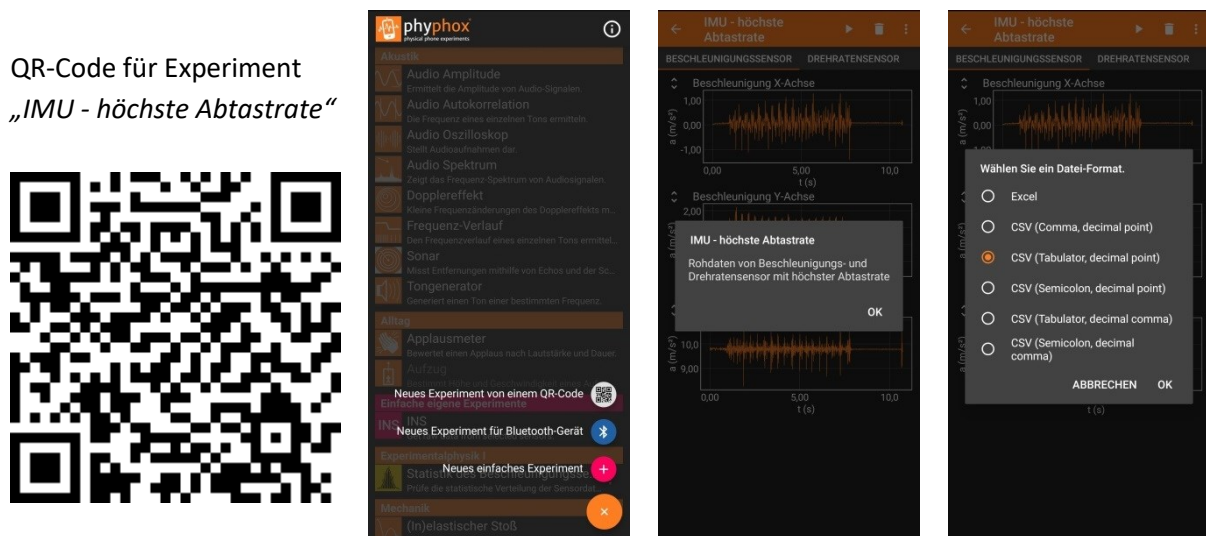 QR-Code für Experiment
„IMU - höchste Abtastrate“
phyphox
physical phone experiments
Akustik
Audio Amplitude
Ermittelt die Amplitude von Audio-Signalen.
Audio Autokorrelation
Die Frequenz eines einzelnen Tons ermitteln.
Audio Oszilloskop
Stellt Audioaufnahmen dar.
Audio Spektrum
Zeigt das Frequenz-Spektrum von Audiosignalen.
Dopplereffekt
Kleine Frequenzänderungen des Dopplereffekts m...
Frequenz-Verlauf
Den Frequenzverlauf eines einzelnen Tons ermittel...
Sonar
Misst Entfernungen mithilfe von Echos und der Sc...
Tongenerator
Generiert einen Ton einer bestimmten Frequenz.
Alltag
Applausmeter
Bewertet einen Applaus nach Lautstärke und Dauer.
Aufzug
Neues Experiment von einem QR-Code
Einfache eigene Experimente
INS
INS
Neues Experiment für Bluetooth-Gerät
Experimentalphysik I
Neues einfaches Experiment
Statistik des Beschleunigungsse...
Prüfe die statistische Verteilung der Sensordat...
Mechanik
(In)elastischer Stoß
IMU - höchste
Abtastrate
BESCHLEUNIGUNGSSENSOR DREHRATENSENSOR
Beschleunigung X-Achse
1,00
0,00
-1,00
a (m/s²)
0,00 5,00 10,0
t (s)
Beschleunigung Y-Achse
2,00
IMU - höchste Abtastrate
Rohdaten von Beschleunigungs- und
Drehratensensor mit höchster Abtastrate
OK
10,0
9,00
a (m/s²)
0,00 5,00 10,0
t (s)
IMU - höchste
Abtastrate
BESCHLEUNIGUNGSSENSOR DREHRATENSENSOR
Beschleunigung X-Achse
1,00
0,00
-1,00
a (m/s²)
Wählen Sie ein Datei-Format.
Excel
CSV (Comma, decimal point)
CSV (Tabulator, decimal point)
CSV (Semicolon, decimal point)
CSV (Tabulator, decimal comma)
CSV (Semicolon, decimal
comma)
ABBRECHEN OK
t (s)